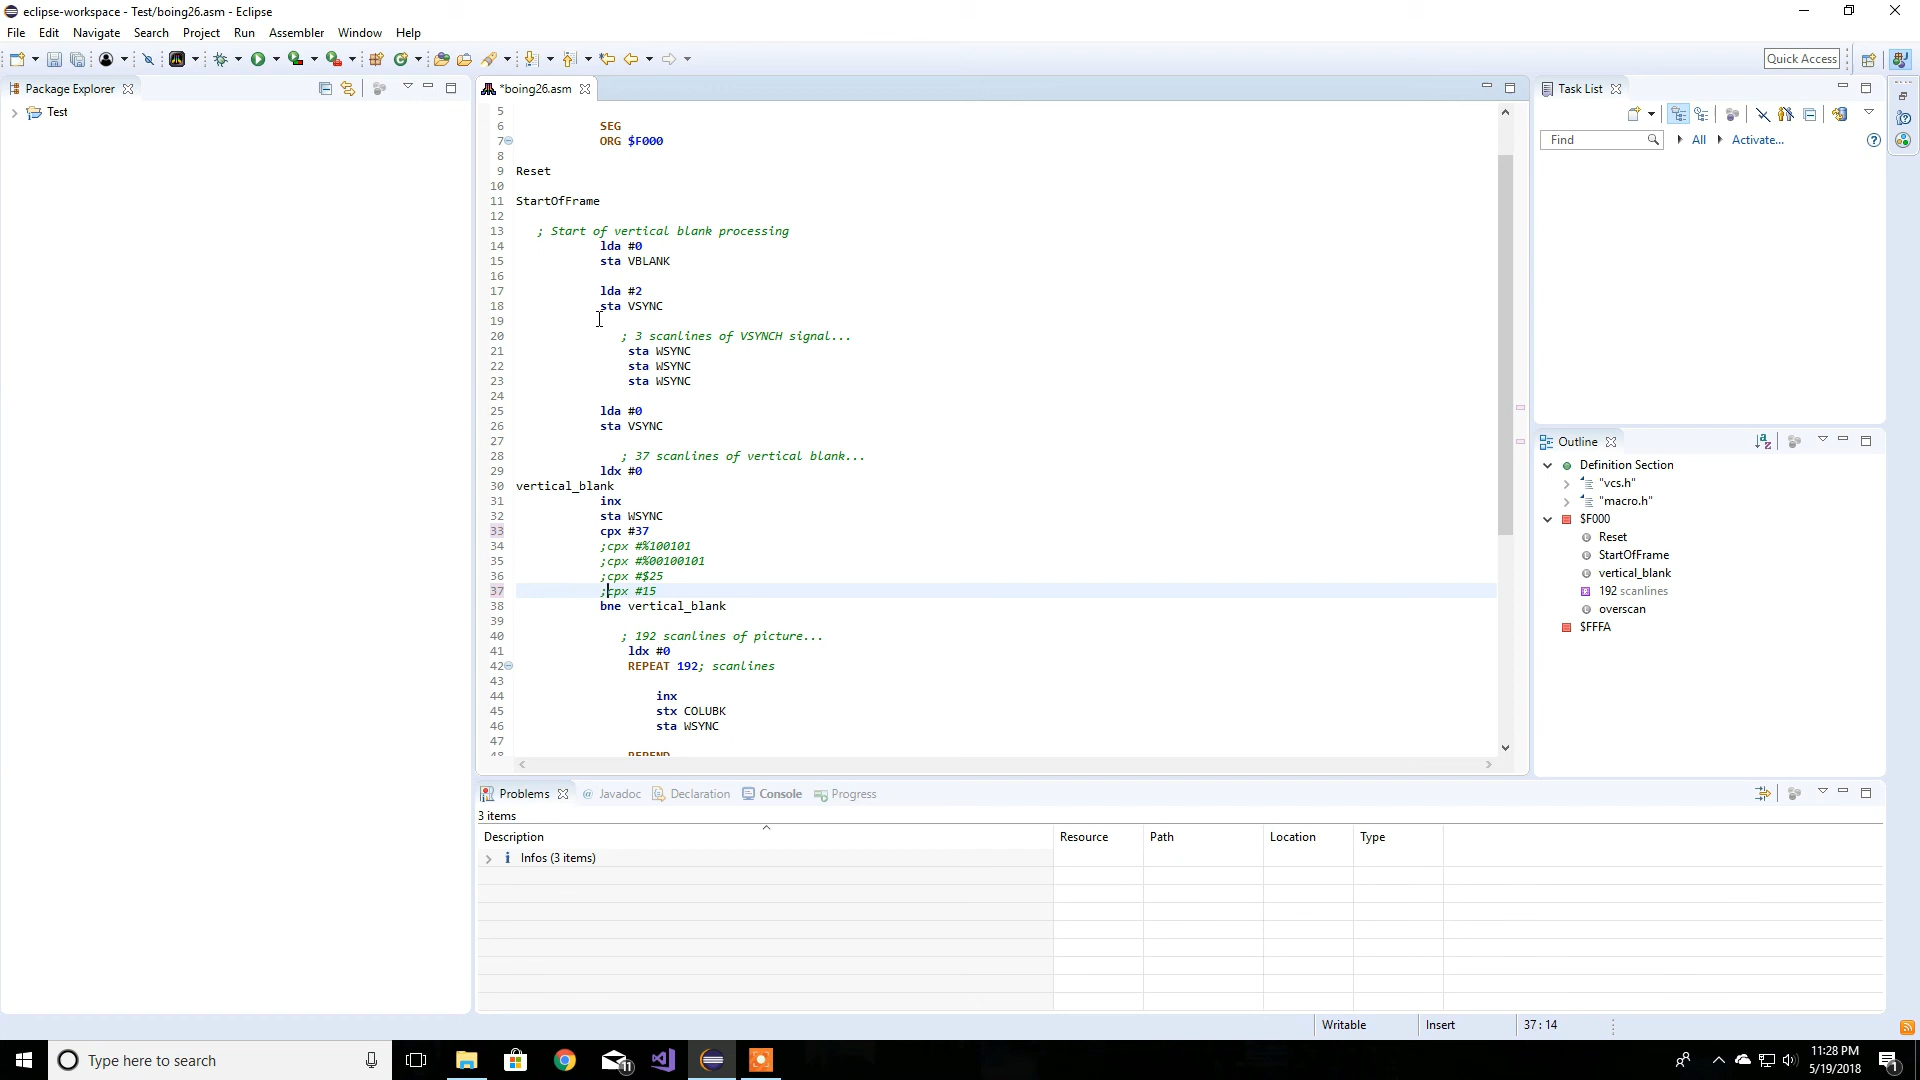 eclipse-workspace - Test/boing26.asm - Eclipse
File Edit Navigate Search Project Run Assembler Window Help
Quick Access
Package Explorer
Test
*boing26.asm
5
6 SEG
7 ORG $F000
8
9 Reset
10
11 StartOfFrame
12
13 ; Start of vertical blank processing
14 lda #0
15 sta VBLANK
16
17 lda #2
18 sta VSYNC
19
20 ; 3 scanlines of VSYNCH signal...
21 sta WSYNC
22 sta WSYNC
23 sta WSYNC
24
25 lda #0
26 sta VSYNC
27
28 ; 37 scanlines of vertical blank...
29 ldx #0
30 vertical_blank
31 inx
32 sta WSYNC
33 cpx #37
34 ;cpx #%100101
35 ;cpx #%00100101
36 ;cpx #$25
37 ;cpx #15
38 bne vertical_blank
39
40 ; 192 scanlines of picture...
41 ldx #0
42 REPEAT 192; scanlines
43
44 inx
45 stx COLUBK
46 sta WSYNC
47
48 REPEND
Task List
Find All Activate...
Outline
Definition Section
"vcs.h"
"macro.h"
$F000
Reset
StartOfFrame
vertical_blank
192 scanlines
overscan
$FFFA
Problems Javadoc Declaration Console Progress
3 items
Description Resource Path Location Type
Infos (3 items)
Writable Insert 37 : 14
Type here to search
11
11:28 PM
5/19/2018
1